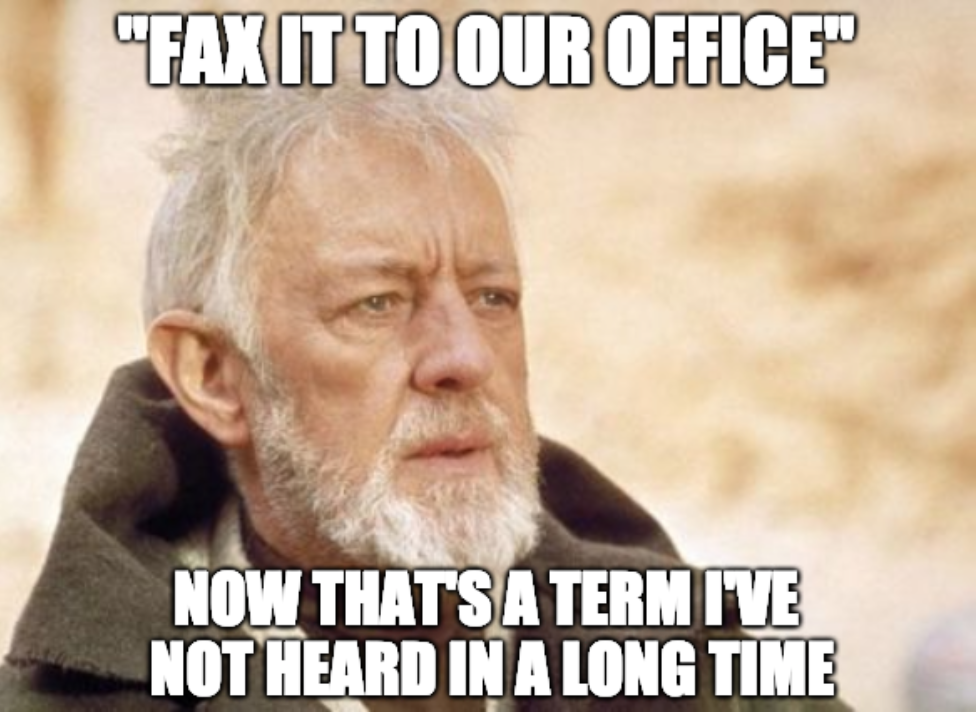 "FAX IT TO OUR OFFICE"
NOW THAT'S A TERM I'VE
NOT HEARD IN A LONG TIME